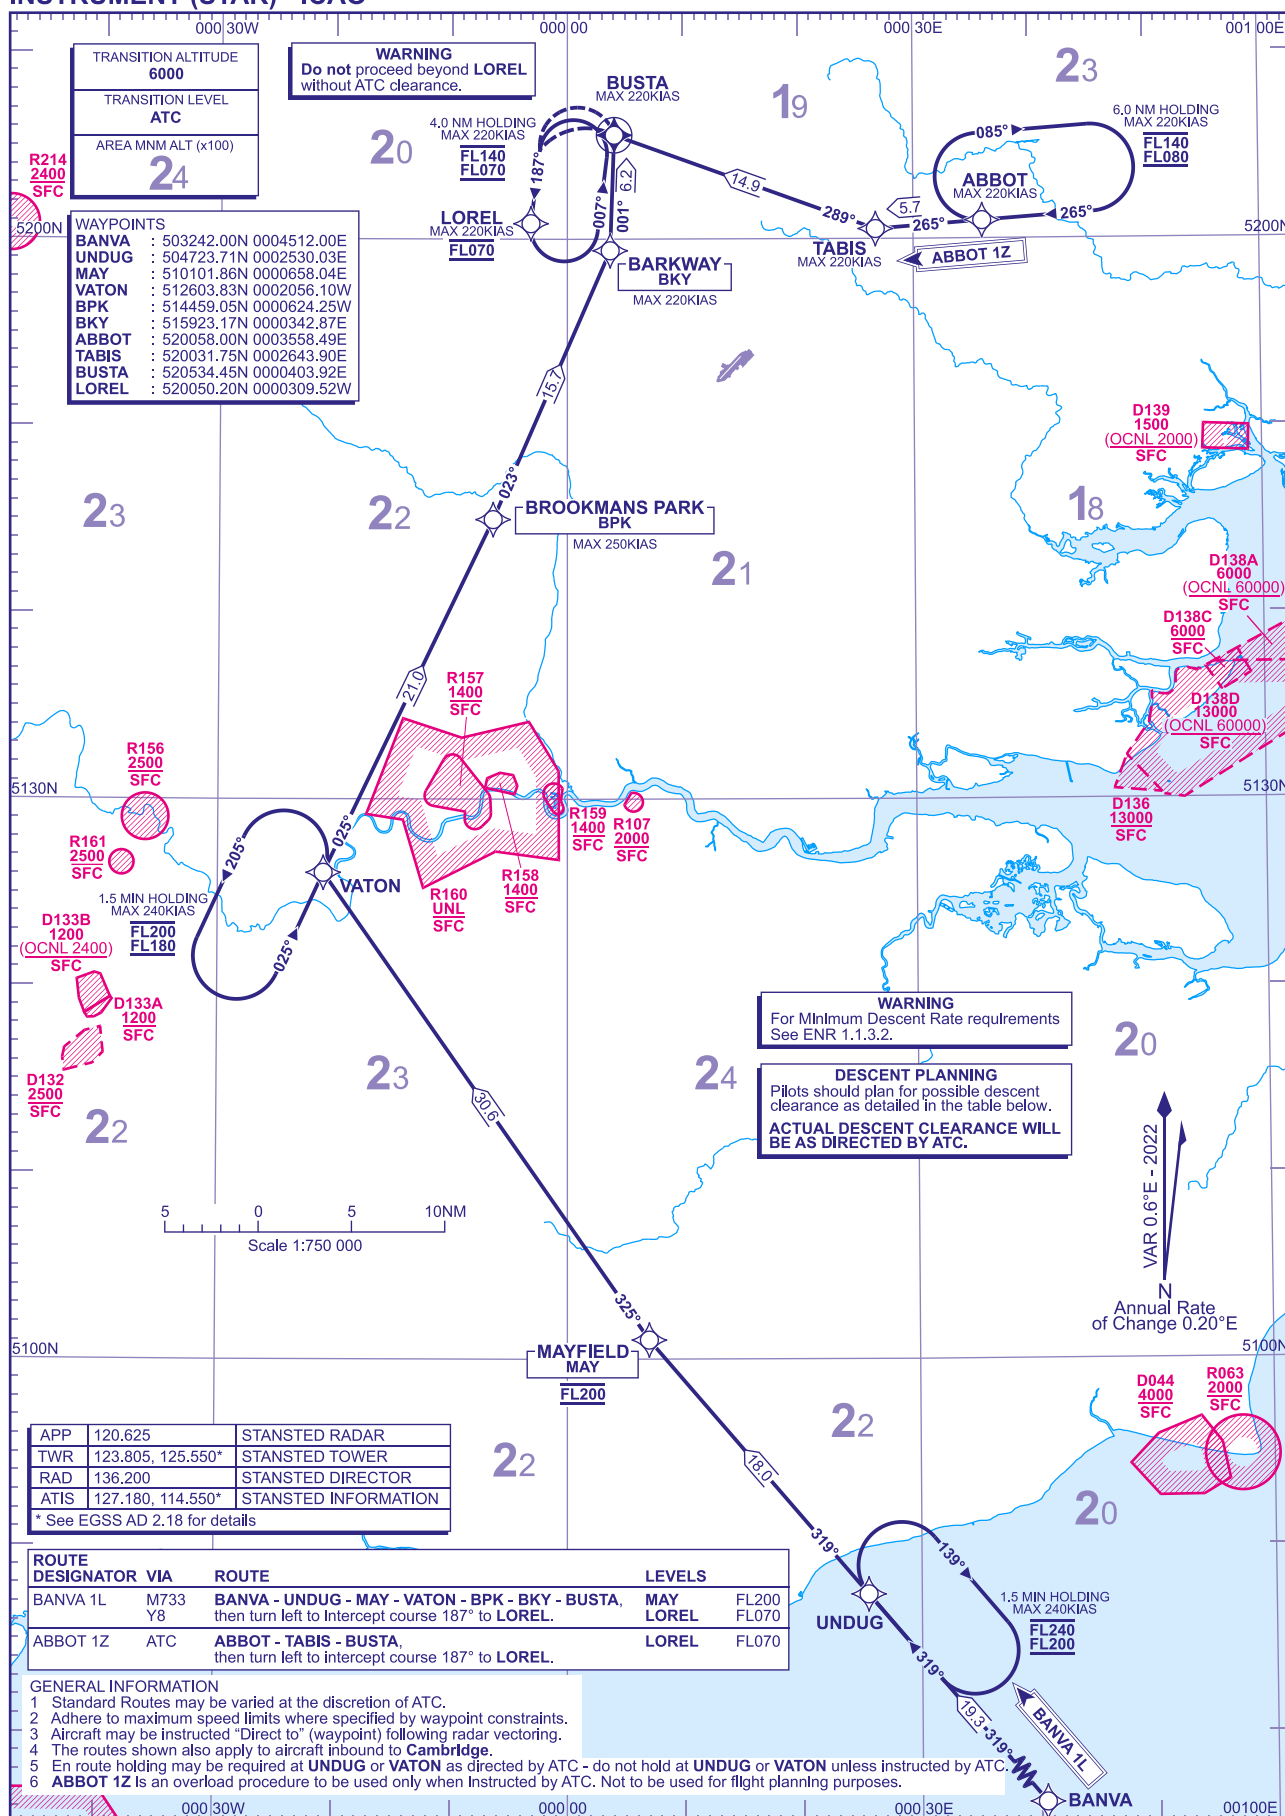 INSTRUMENT (STAR) - ICAO
000 30W
000 00
000 30E
001 00E
TRANSITION ALTITUDE
6000
TRANSITION LEVEL
ATC
AREA MNM ALT (x100)
24
WARNING
Do not proceed beyond LOREL
without ATC clearance.
BUSTA
MAX 220KIAS
19
23
20
4.0 NM HOLDING
MAX 220KIAS
FL140
FL070
6.0 NM HOLDING
MAX 220KIAS
FL140
FL080
085°
265°
ABBOT
MAX 220KIAS
R214
2400
SFC
187°
007°
001°
6.2
14.9
289°
5.7
265°
LOREL
MAX 220KIAS
FL070
TABIS
MAX 220KIAS
ABBOT 1Z
5200N
5200N
BARKWAY
BKY
MAX 220KIAS
WAYPOINTS
BANVA : 503242.00N 0004512.00E
UNDUG : 504723.71N 0002530.03E
MAY : 510101.86N 0000658.04E
VATON : 512603.83N 0002056.10W
BPK : 514459.05N 0000624.25W
BKY : 515923.17N 0000342.87E
ABBOT : 520058.00N 0003558.49E
TABIS : 520031.75N 0002643.90E
BUSTA : 520534.45N 0000403.92E
LOREL : 520050.20N 0000309.52W
15.7
023°
D139
1500
(OCNL 2000)
SFC
23
22
18
BROOKMANS PARK
BPK
MAX 250KIAS
21
D138A
6000
(OCNL 60000)
SFC
D138C
6000
SFC
D138D
13000
(OCNL 60000)
SFC
D136
13000
SFC
21.0
R157
1400
SFC
R156
2500
SFC
R161
2500
SFC
5130N
R159
1400
SFC
R107
2000
SFC
R158
1400
SFC
R160
UNL
SFC
025°
205°
025°
VATON
1.5 MIN HOLDING
MAX 240KIAS
FL200
FL180
D133B
1200
(OCNL 2400)
SFC
D133A
1200
SFC
D132
2500
SFC
22
23
24
20
WARNING
For Minimum Descent Rate requirements
See ENR 1.1.3.2.
DESCENT PLANNING
Pilots should plan for possible descent
clearance as detailed in the table below.
ACTUAL DESCENT CLEARANCE WILL
BE AS DIRECTED BY ATC.
30.6
5 0 5 10NM
Scale 1:750 000
VAR 0.6°E - 2022
N
Annual Rate
of Change 0.20°E
325°
5100N
5100N
MAYFIELD
MAY
FL200
D044
4000
SFC
R063
2000
SFC
22
22
20
18.0
319°
APP 120.625 STANSTED RADAR
TWR 123.805, 125.550* STANSTED TOWER
RAD 136.200 STANSTED DIRECTOR
ATIS 127.180, 114.550* STANSTED INFORMATION
* See EGSS AD 2.18 for details
139°
319°
UNDUG
1.5 MIN HOLDING
MAX 240KIAS
FL240
FL200
ROUTE
DESIGNATOR VIA ROUTE LEVELS
BANVA 1L M733 BANVA - UNDUG - MAY - VATON - BPK - BKY - BUSTA, MAY FL200
Y8 then turn left to intercept course 187° to LOREL. LOREL FL070
ABBOT 1Z ATC ABBOT - TABIS - BUSTA, LOREL FL070
then turn left to intercept course 187° to LOREL.
19.3
319°
BANVA 1L
BANVA
GENERAL INFORMATION
1 Standard Routes may be varied at the discretion of ATC.
2 Adhere to maximum speed limits where specified by waypoint constraints.
3 Aircraft may be instructed “Direct to” (waypoint) following radar vectoring.
4 The routes shown also apply to aircraft inbound to Cambridge.
5 En route holding may be required at UNDUG or VATON as directed by ATC - do not hold at UNDUG or VATON unless instructed by ATC.
6 ABBOT 1Z is an overload procedure to be used only when instructed by ATC. Not to be used for flight planning purposes.
000 30W
000 00
000 30E
00100E
5130N